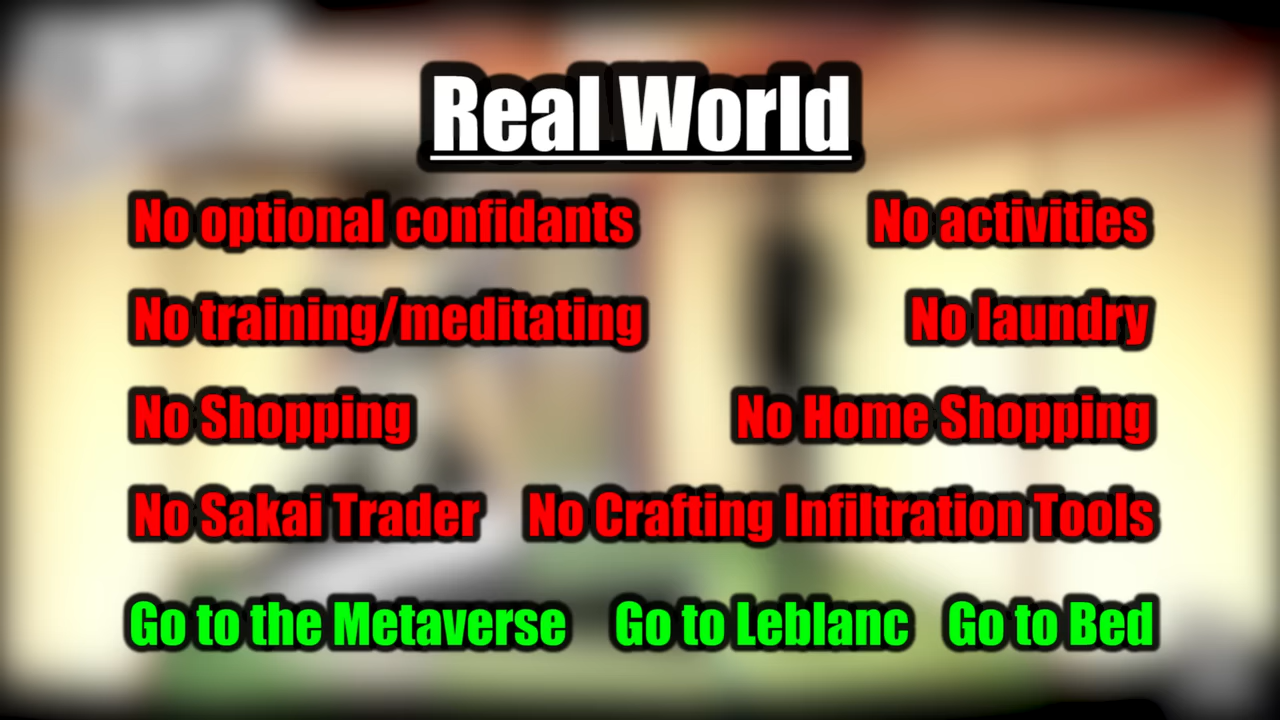 Real World
No optional confidants
No activities
No training/meditating
No laundry
No Shopping
No Home Shopping
No Sakai Trader
No Crafting Infiltration Tools
Go to the Metaverse
Go to Leblanc
Go to Bed